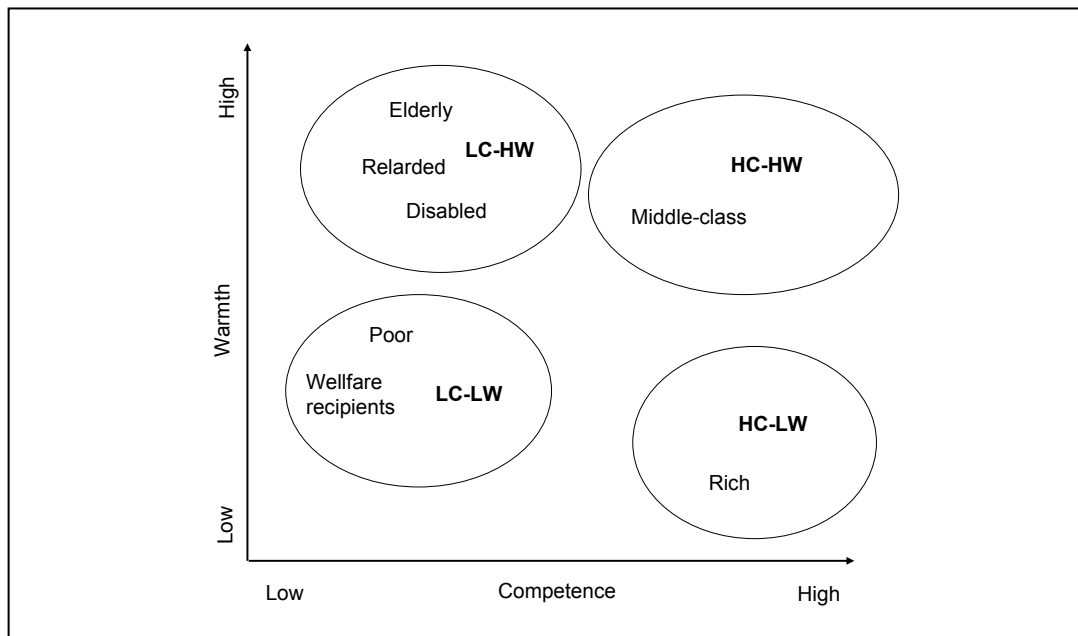 High
Elderly
LC-HW
HC-HW
Relarded
Disabled
Middle-class
Warmth
Poor
Wellfare
recipients
LC-LW
HC-LW
Rich
Low
Low
Competence
High